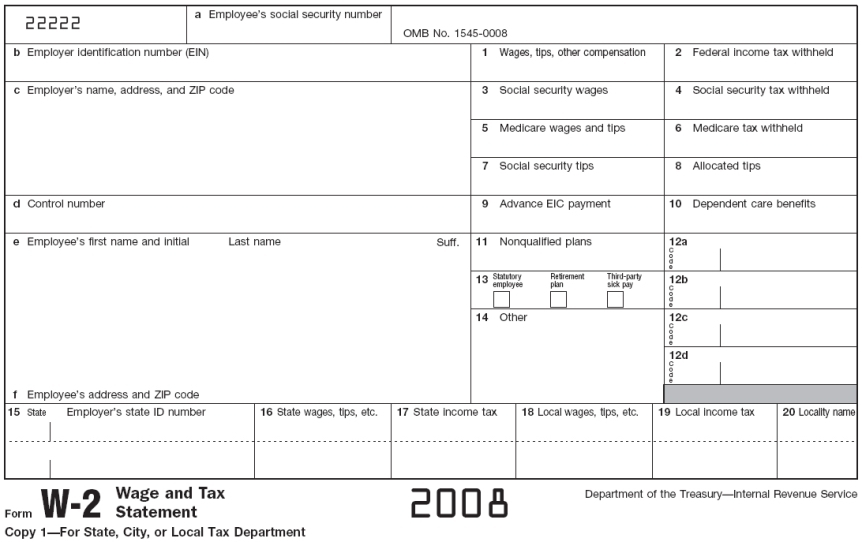 22222
a Employee's social security number
OMB No. 1545-0008
b Employer identification number (EIN)
1 Wages, tips, other compensation
2 Federal income tax withheld
c Employer's name, address, and ZIP code
3 Social security wages
4 Social security tax withheld
5 Medicare wages and tips
6 Medicare tax withheld
7 Social security tips
8 Allocated tips
d Control number
9 Advance EIC payment
10 Dependent care benefits
e Employee's first name and initial Last name Suff.
11 Nonqualified plans
12a
Code
13 Statutory employee Retirement plan Third-party sick pay
12b
Code
14 Other
12c
Code
12d
Code
f Employee's address and ZIP code
15 State Employer's state ID number
16 State wages, tips, etc.
17 State income tax
18 Local wages, tips, etc.
19 Local income tax
20 Locality name
Form W-2 Wage and Tax Statement
2008
Department of the Treasury—Internal Revenue Service
Copy 1—For State, City, or Local Tax Department